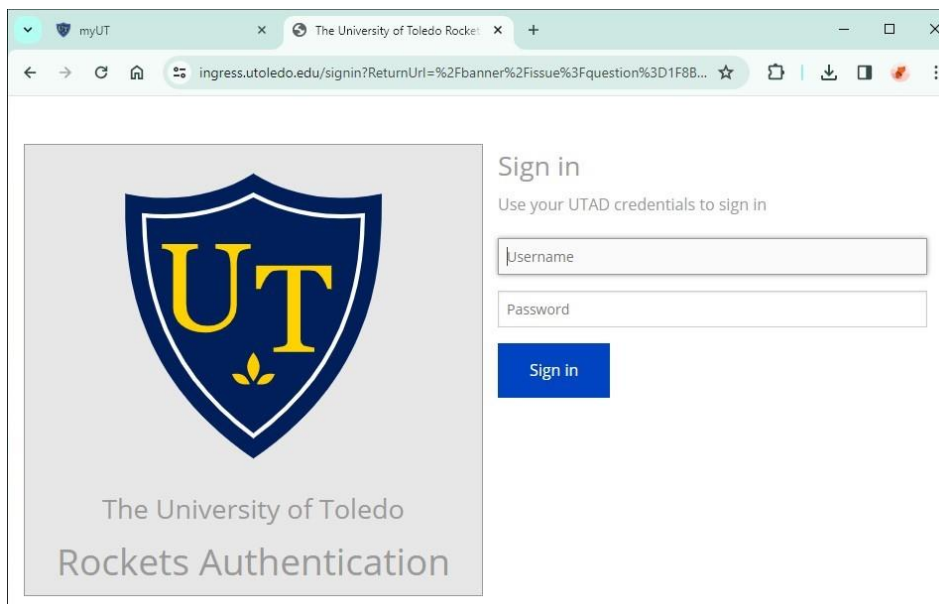 myUT
The University of Toledo Rocket
ingress.utoledo.edu/signin?ReturnUrl=%2Fbanner%2Fissue%3Fquestion%3D1F8B...
UT
The University of Toledo
Rockets Authentication
Sign in
Use your UTAD credentials to sign in
Username
Password
Sign in